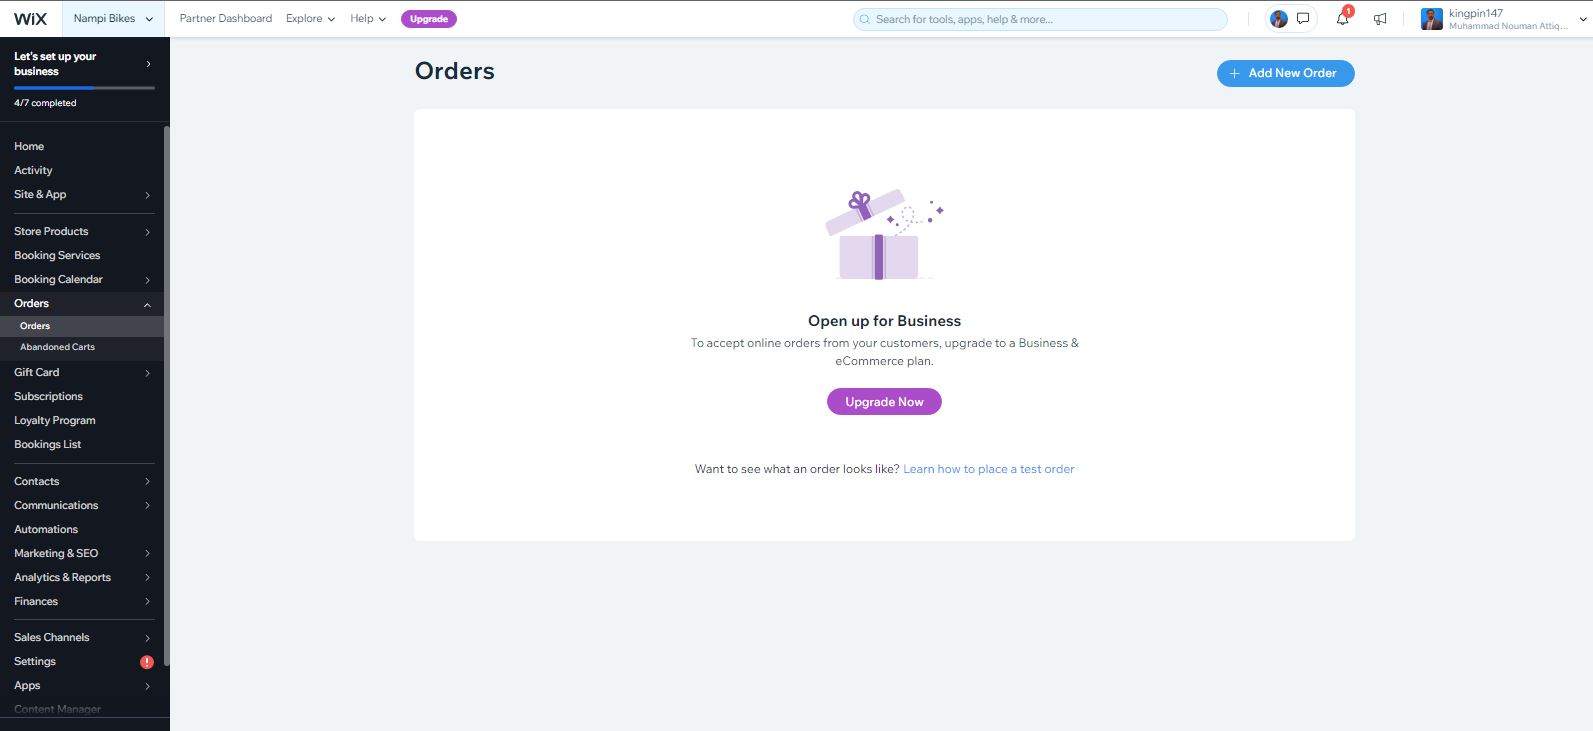 WiX
Nampi Bikes
Partner Dashboard
Explore
Help
Upgrade
Search for tools, apps, help & more...
1
kingpin147
Muhammad Nouman Attiq...
Let's set up your
business
4/7 completed
Home
Activity
Site & App
Store Products
Booking Services
Booking Calendar
Orders
Orders
Abandoned Carts
Gift Card
Subscriptions
Loyalty Program
Bookings List
Contacts
Communications
Automations
Marketing & SEO
Analytics & Reports
Finances
Sales Channels
Settings
!
Apps
Content Manager
Orders
+ Add New Order
Open up for Business
To accept online orders from your customers, upgrade to a Business &
eCommerce plan.
Upgrade Now
Want to see what an order looks like? Learn how to place a test order